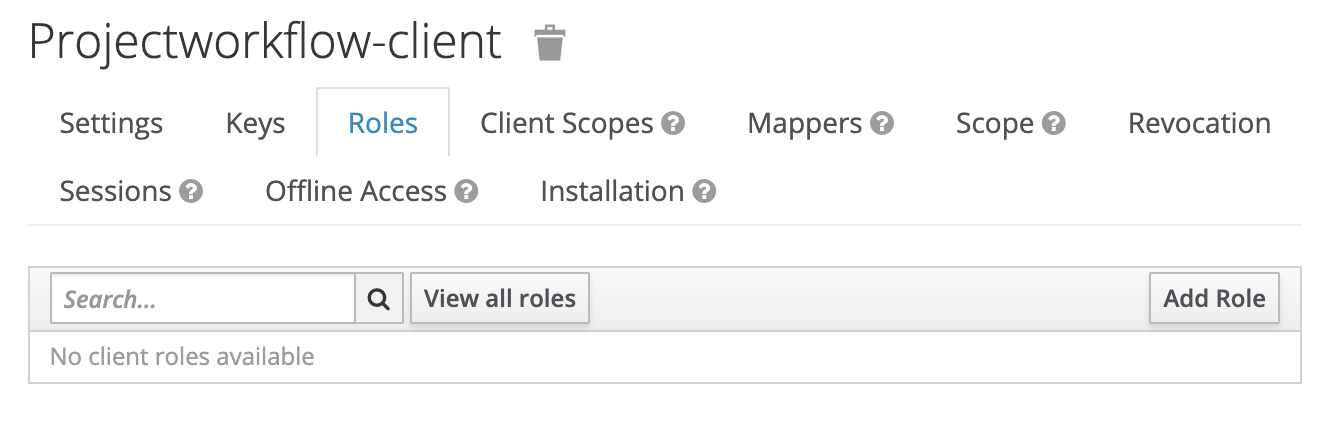 Projectworkflow-client
Settings Keys Roles Client Scopes ? Mappers ? Scope ? Revocation
Sessions ? Offline Access ? Installation ?
Search... View all roles Add Role
No client roles available